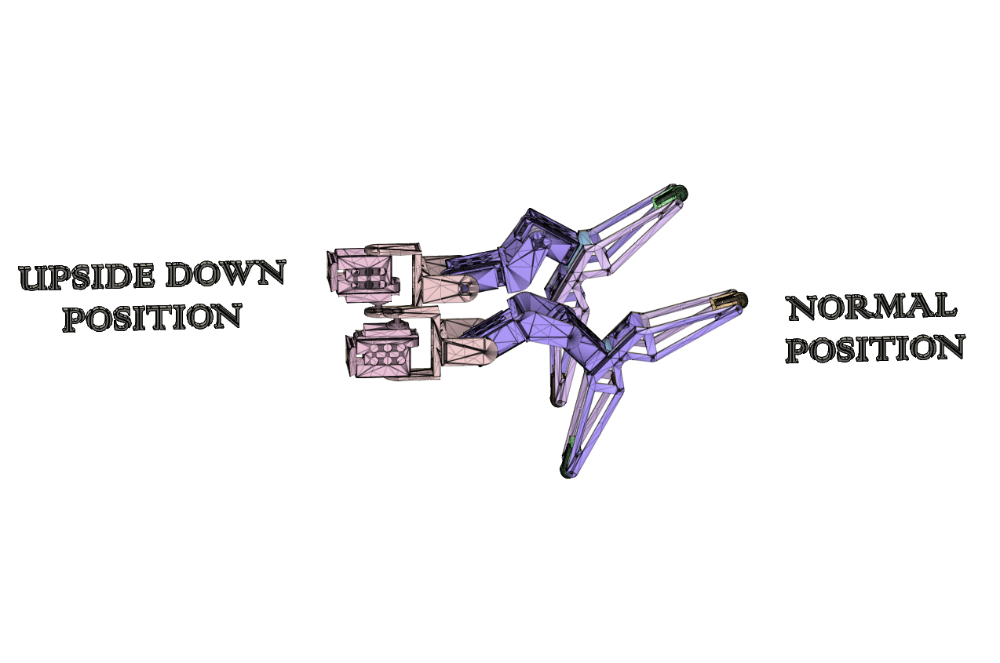 UPSIDE DOWN
POSITION
NORMAL
POSITION